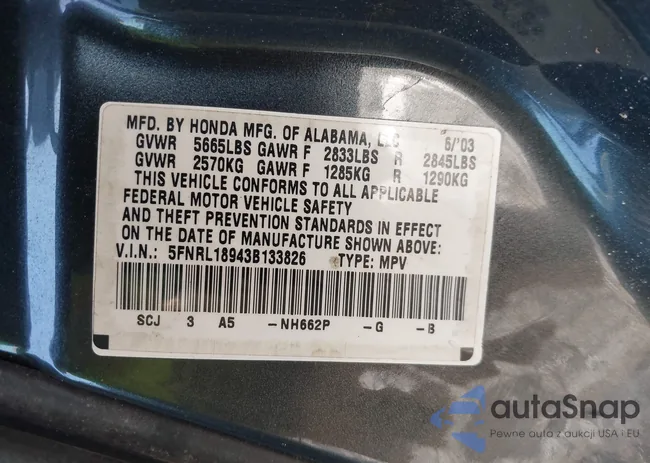 MFD. BY HONDA MFG. OF ALABAMA, LLC 6/'03
GVWR 5665LBS GAWR F 2833LBS R 2845LBS
GVWR 2570KG GAWR F 1285KG R 1290KG
THIS VEHICLE CONFORMS TO ALL APPLICABLE
FEDERAL MOTOR VEHICLE SAFETY
AND THEFT PREVENTION STANDARDS IN EFFECT
ON THE DATE OF MANUFACTURE SHOWN ABOVE:
V.I.N.: 5FNRL18943B133826 TYPE: MPV
SCJ 3 A5 -NH662P -G -B
autaSnap
Pewne auta z aukcji USA i EU